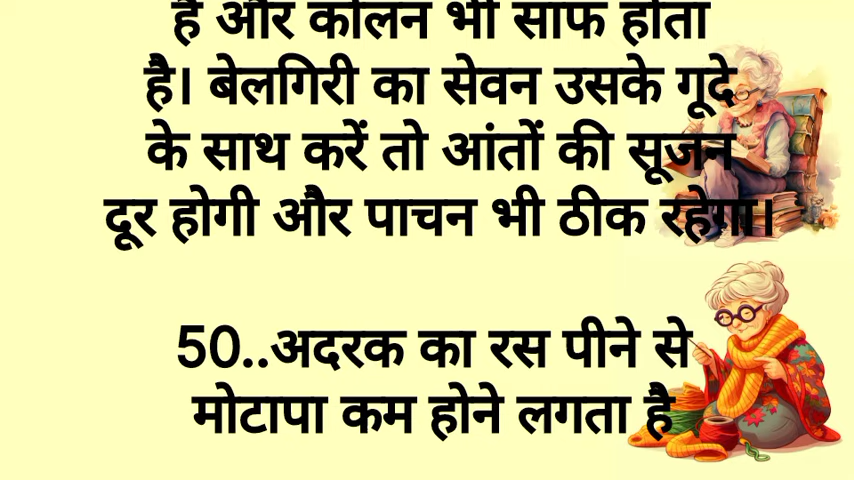 है और कोलन भी साफ होता
है। बेलगिरी का सेवन उसके गूदे
के साथ करें तो आंतों की सूजन
दूर होगी और पाचन भी ठीक रहेगा।
50..अदरक का रस पीने से
मोटापा कम होने लगता है